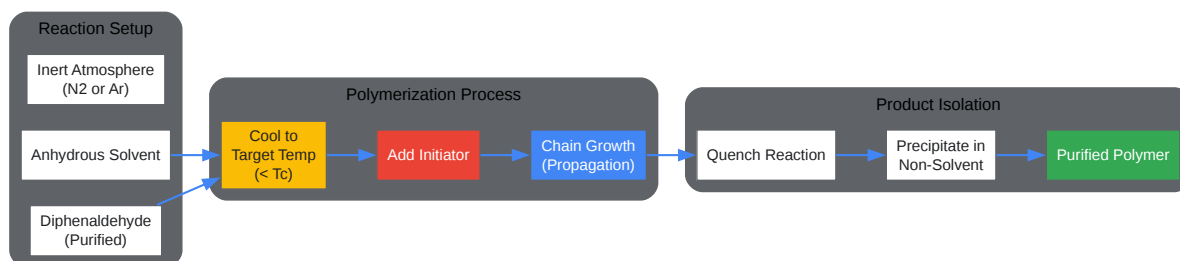 Reaction Setup
Inert Atmosphere
(N2 or Ar)
Anhydrous Solvent
Diphenaldehyde
(Purified)
Polymerization Process
Cool to
Target Temp
(< Tc)
Add Initiator
Chain Growth
(Propagation)
Product Isolation
Quench Reaction
Precipitate in
Non-Solvent
Purified Polymer